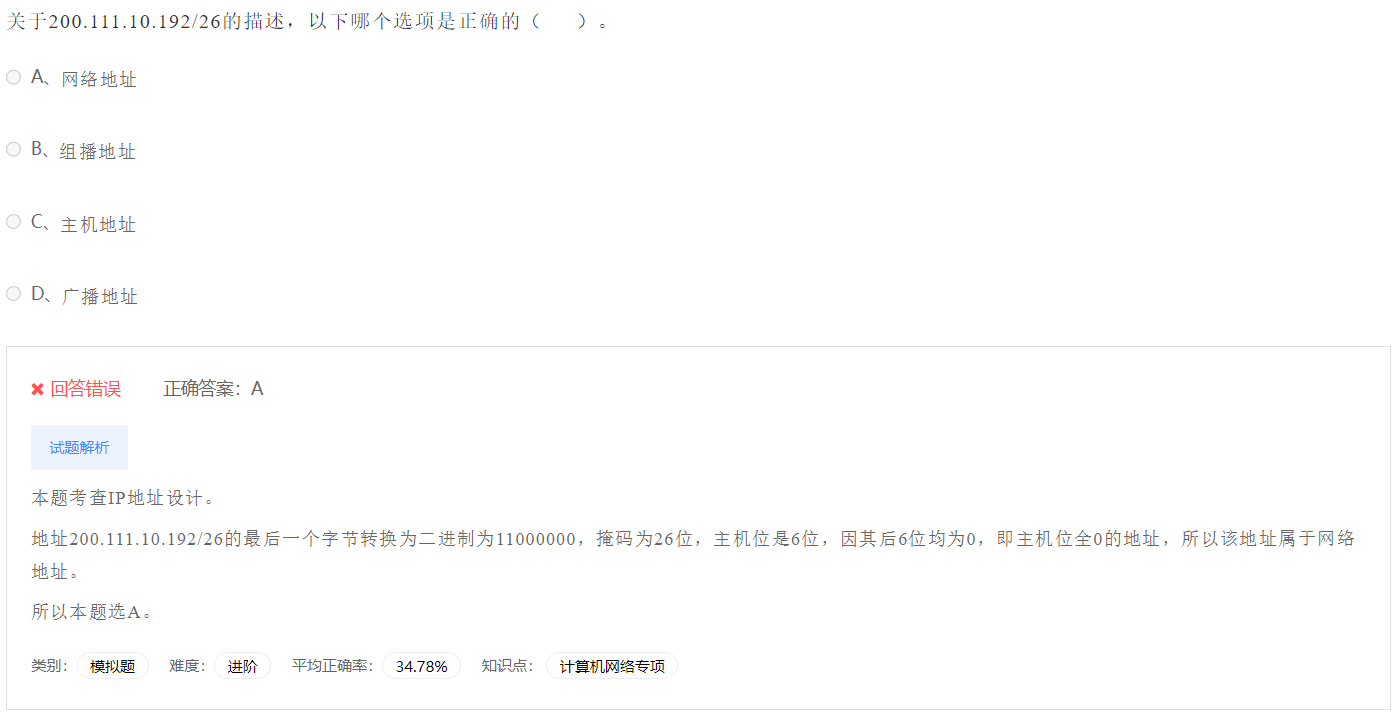 关于200.111.10.192/26的描述，以下哪个选项是正确的（　　）。
A、网络地址
B、组播地址
C、主机地址
D、广播地址
✖ 回答错误　　正确答案：A
试题解析
本题考查IP地址设计。
地址200.111.10.192/26的最后一个字节转换为二进制为11000000，掩码为26位，主机位是6位，因其后6位均为0，即主机位全0的地址，所以该地址属于网络
地址。
所以本题选A。
类别： 模拟题　难度： 进阶　平均正确率： 34.78%　知识点： 计算机网络专项